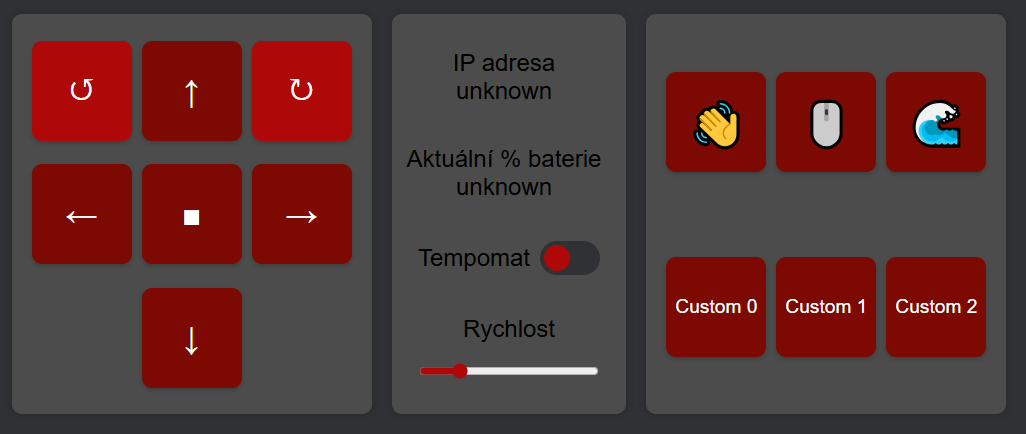 ↺ ↑ ↻
← ■ →
↓
IP adresa
unknown
Aktuální % baterie
unknown
Tempomat
Rychlost
👋 🖱️ 🌊
Custom 0 Custom 1 Custom 2